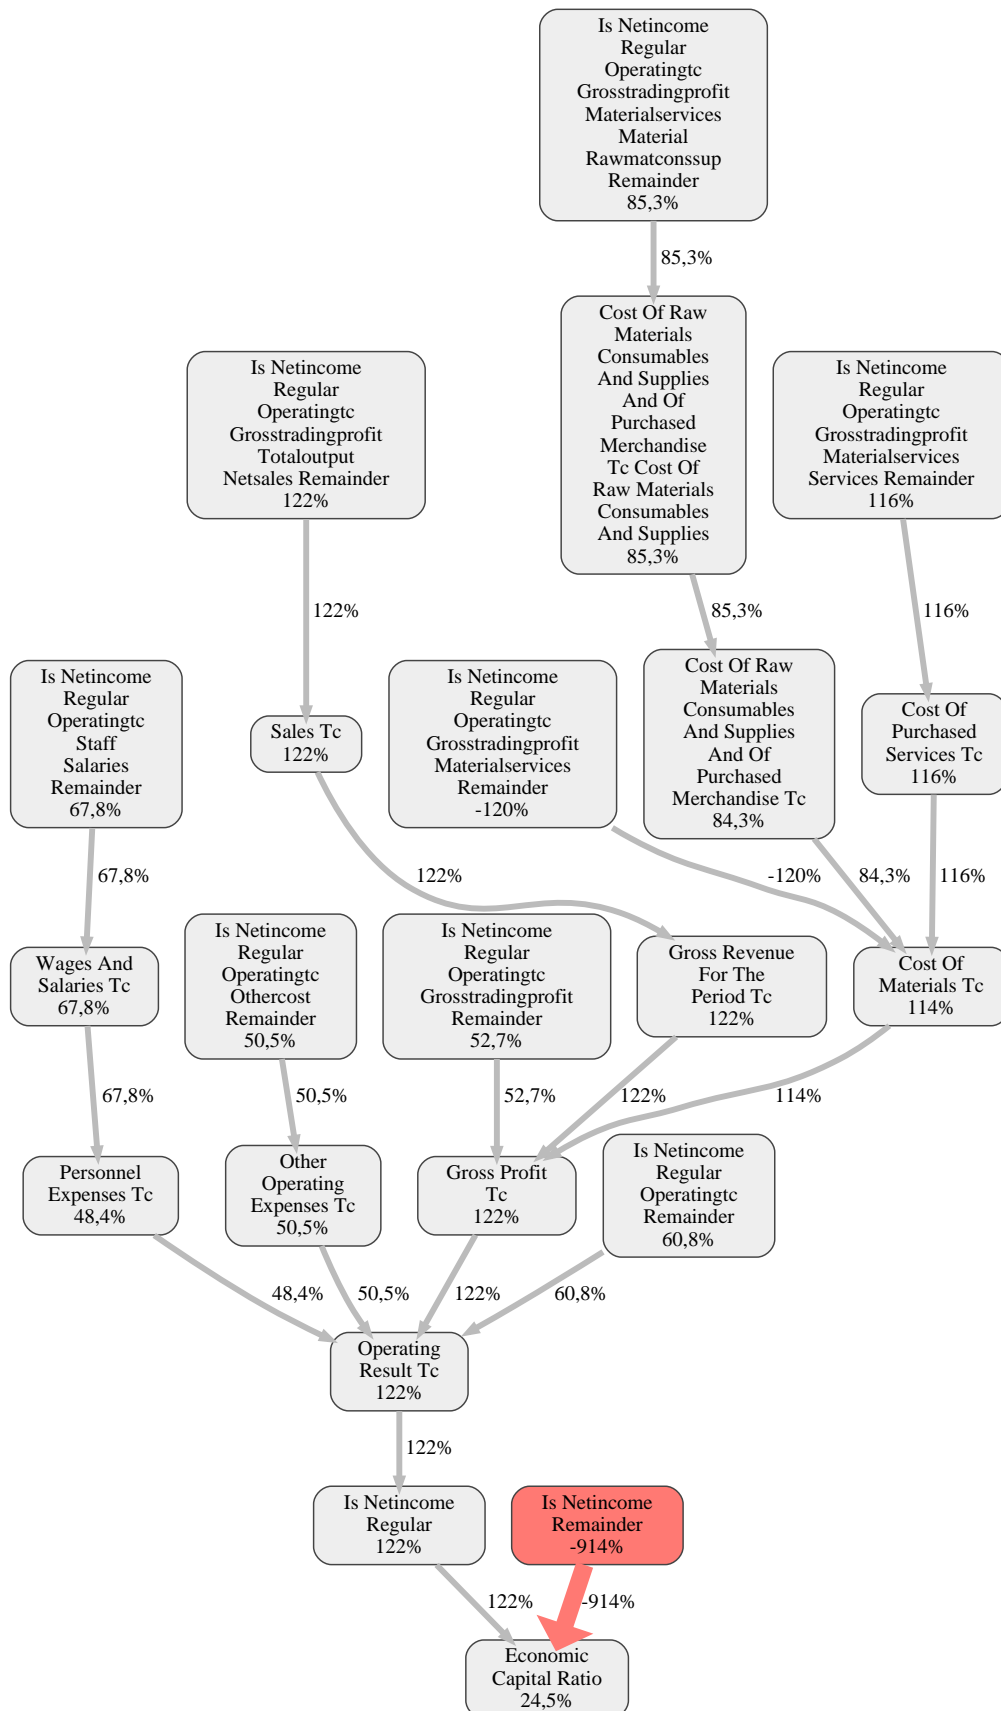 Is Netincome
Regular
Operatingtc
Grosstradingprofit
Materialservices
Material
Rawmatconssup
Remainder
85,3%
85,3%
Cost Of Raw
Materials
Consumables
And Supplies
And Of
Purchased
Merchandise
Tc Cost Of
Raw Materials
Consumables
And Supplies
85,3%
Is Netincome
Regular
Operatingtc
Grosstradingprofit
Totaloutput
Netsales Remainder
122%
Is Netincome
Regular
Operatingtc
Grosstradingprofit
Materialservices
Services Remainder
116%
122%
85,3%
116%
Is Netincome
Regular
Operatingtc
Staff
Salaries
Remainder
67,8%
Sales Tc
122%
Is Netincome
Regular
Operatingtc
Grosstradingprofit
Materialservices
Remainder
-120%
Cost Of Raw
Materials
Consumables
And Supplies
And Of
Purchased
Merchandise Tc
84,3%
Cost Of
Purchased
Services Tc
116%
67,8%
122%
-120%
84,3%
116%
Wages And
Salaries Tc
67,8%
Is Netincome
Regular
Operatingtc
Othercost
Remainder
50,5%
Is Netincome
Regular
Operatingtc
Grosstradingprofit
Remainder
52,7%
Gross Revenue
For The
Period Tc
122%
Cost Of
Materials Tc
114%
67,8%
50,5%
52,7%
122%
114%
Personnel
Expenses Tc
48,4%
Other
Operating
Expenses Tc
50,5%
Gross Profit
Tc
122%
Is Netincome
Regular
Operatingtc
Remainder
60,8%
48,4%
50,5%
122%
60,8%
Operating
Result Tc
122%
122%
Is Netincome
Regular
122%
Is Netincome
Remainder
-914%
122%
-914%
Economic
Capital Ratio
24,5%